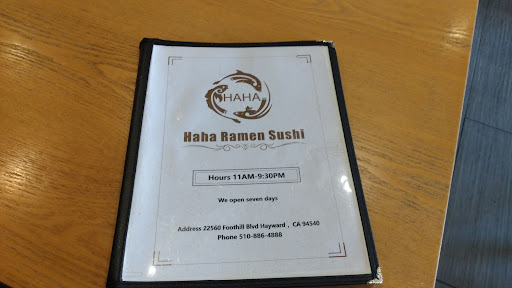 HAHA
Haha Ramen Sushi
Hours 11AM-9:30PM
We open seven days
Address 22560 Foothill Blvd Hayward , CA 94540
Phone 510-886-4888